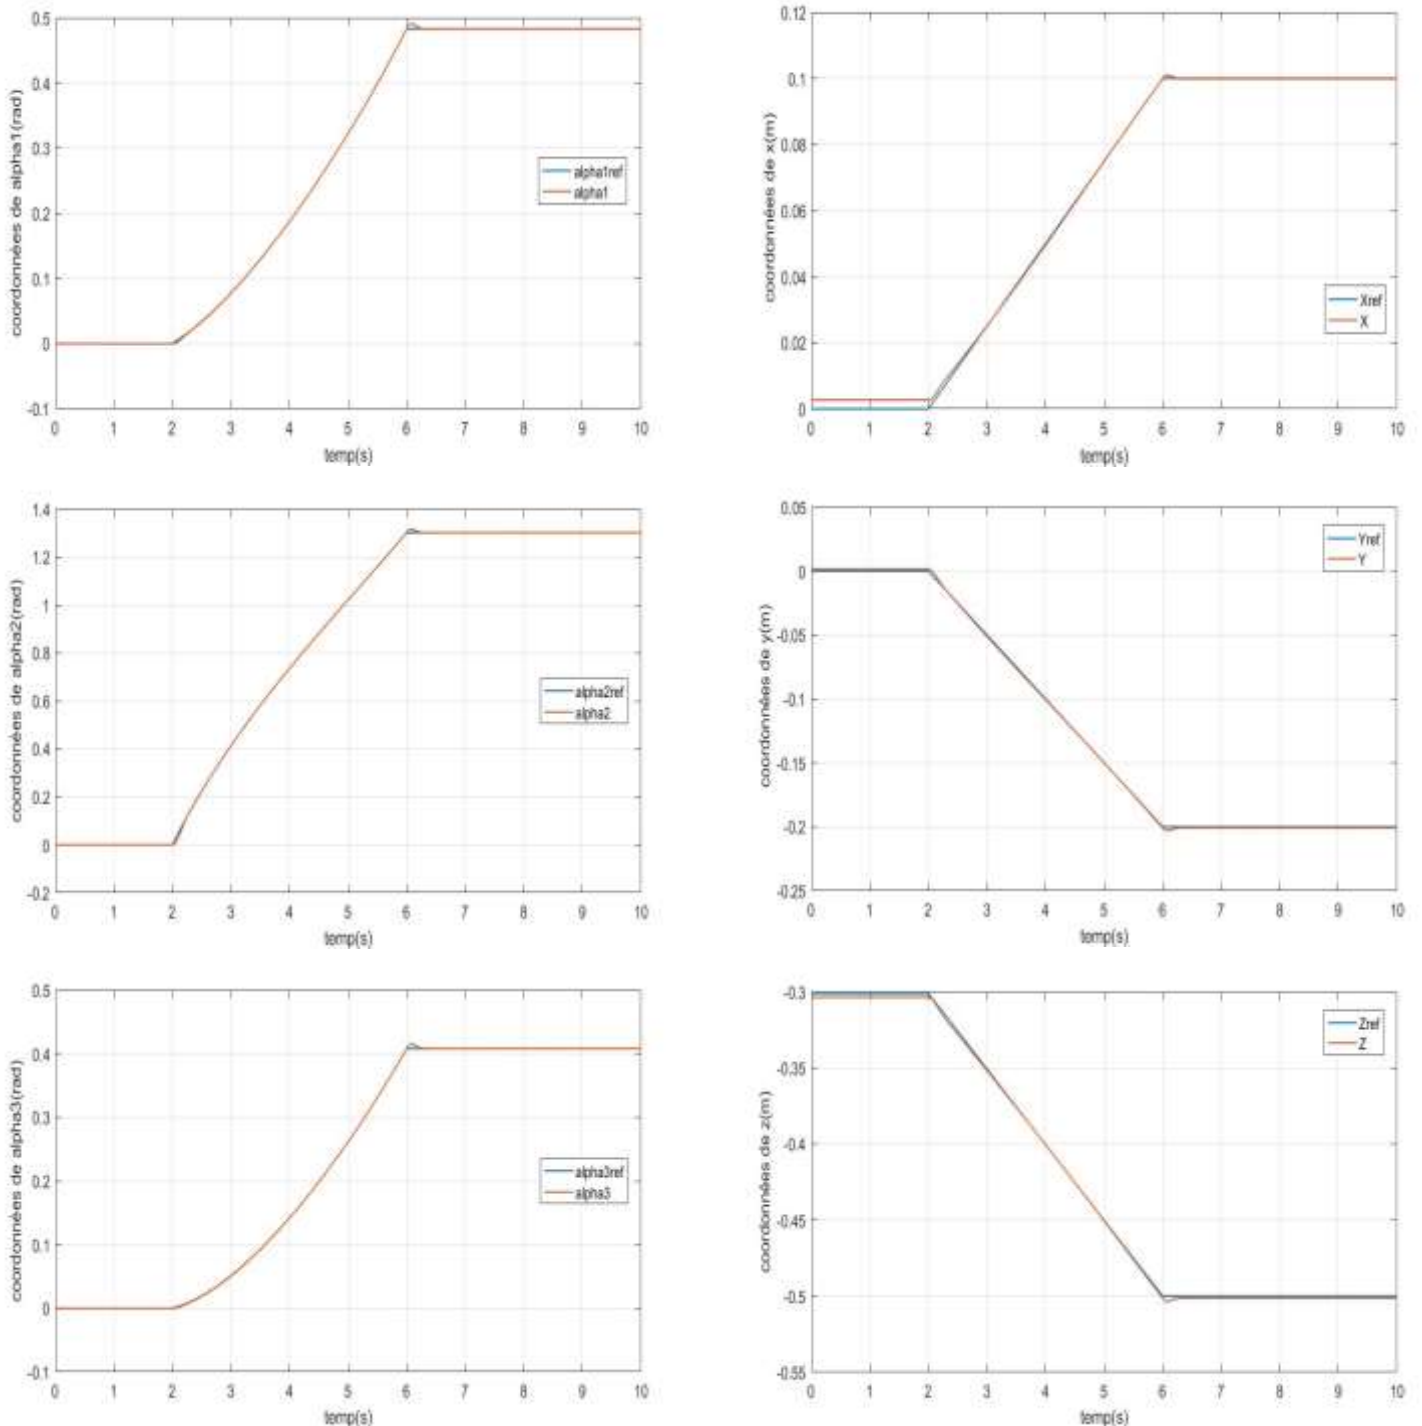 coordonnées de alpha1(rad)
0.5
0.4
0.3
0.2
0.1
0
-0.1
alpha1ref
alpha1
0 1 2 3 4 5 6 7 8 9 10
temp(s)
coordonnées de x(m)
0.12
0.1
0.08
0.06
0.04
0.02
0
Xref
X
0 1 2 3 4 5 6 7 8 9 10
temp(s)
coordonnées de alpha2(rad)
1.4
1.2
1
0.8
0.6
0.4
0.2
0
-0.2
alpha2ref
alpha2
0 1 2 3 4 5 6 7 8 9 10
temp(s)
coordonnées de y(m)
0.05
0
-0.05
-0.1
-0.15
-0.2
-0.25
Yref
Y
0 1 2 3 4 5 6 7 8 9 10
temp(s)
coordonnées de alpha3(rad)
0.5
0.4
0.3
0.2
0.1
0
-0.1
alpha3ref
alpha3
0 1 2 3 4 5 6 7 8 9 10
temp(s)
coordonnées de z(m)
-0.3
-0.35
-0.4
-0.45
-0.5
-0.55
Zref
Z
0 1 2 3 4 5 6 7 8 9 10
temp(s)